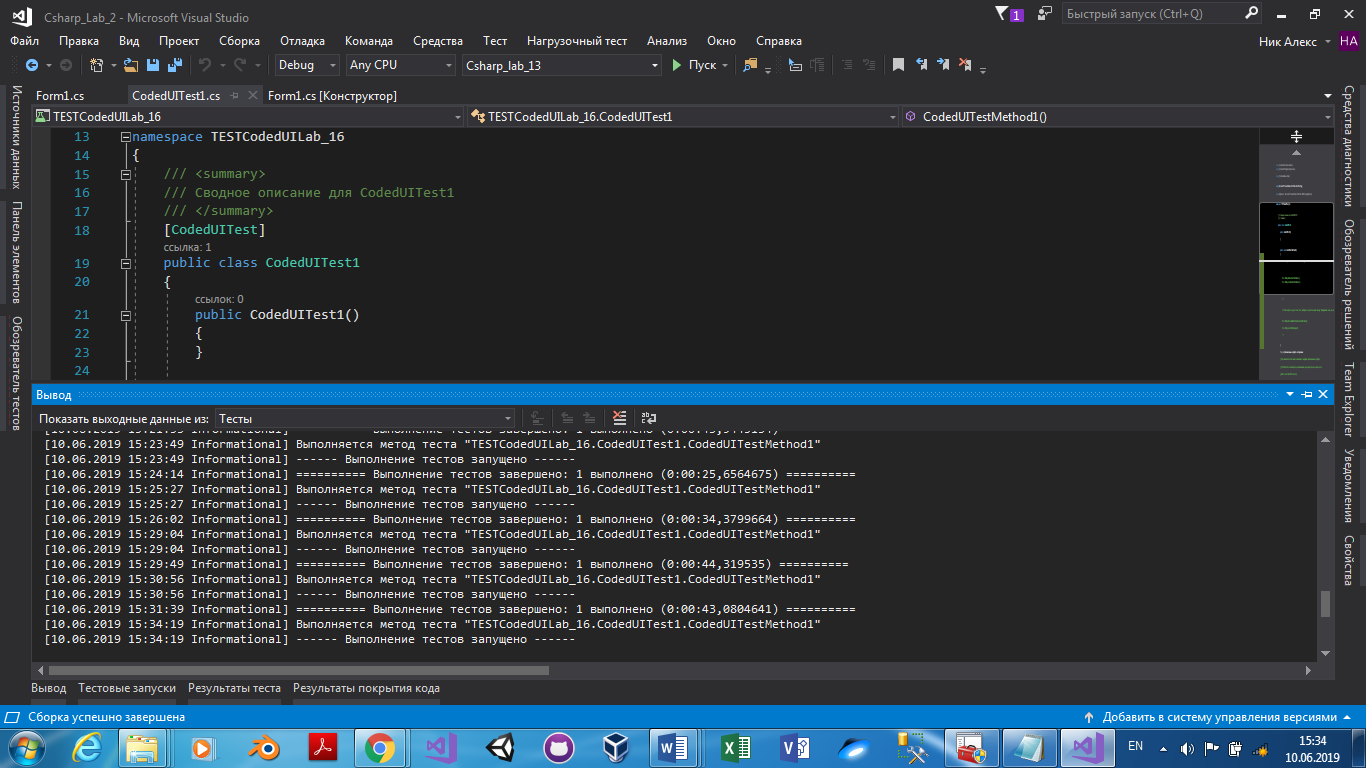 Csharp_Lab_2 - Microsoft Visual Studio
1
Быстрый запуск (Ctrl+Q)
Файл Правка Вид Проект Сборка Отладка Команда Средства Тест Нагрузочный тест Анализ Окно Справка
Ник Алекс
НА
Debug
Any CPU
Csharp_lab_13
Пуск
Form1.cs
CodedUITest1.cs
Form1.cs [Конструктор]
TESTCodedUILab_16
TESTCodedUILab_16.CodedUITest1
CodedUITestMethod1()
Источники данных
Панель элементов
Обозреватель тестов
13 namespace TESTCodedUILab_16
14 {
15 /// <summary>
16 /// Сводное описание для CodedUITest1
17 /// </summary>
18 [CodedUITest]
ссылка: 1
19 public class CodedUITest1
20 {
ссылок: 0
21 public CodedUITest1()
22 {
23 }
24
Средства диагностики
Обозреватель решений
Team Explorer
Уведомления
Свойства
Вывод
Показать выходные данные из: Тесты
[10.06.2019 15:23:49 Informational] Выполняется метод теста "TESTCodedUILab_16.CodedUITest1.CodedUITestMethod1"
[10.06.2019 15:23:49 Informational] ------ Выполнение тестов запущено ------
[10.06.2019 15:24:14 Informational] ========== Выполнение тестов завершено: 1 выполнено (0:00:25,6564675) ==========
[10.06.2019 15:25:27 Informational] Выполняется метод теста "TESTCodedUILab_16.CodedUITest1.CodedUITestMethod1"
[10.06.2019 15:25:27 Informational] ------ Выполнение тестов запущено ------
[10.06.2019 15:26:02 Informational] ========== Выполнение тестов завершено: 1 выполнено (0:00:34,3799664) ==========
[10.06.2019 15:29:04 Informational] Выполняется метод теста "TESTCodedUILab_16.CodedUITest1.CodedUITestMethod1"
[10.06.2019 15:29:04 Informational] ------ Выполнение тестов запущено ------
[10.06.2019 15:29:49 Informational] ========== Выполнение тестов завершено: 1 выполнено (0:00:44,319535) ==========
[10.06.2019 15:30:56 Informational] Выполняется метод теста "TESTCodedUILab_16.CodedUITest1.CodedUITestMethod1"
[10.06.2019 15:30:56 Informational] ------ Выполнение тестов запущено ------
[10.06.2019 15:31:39 Informational] ========== Выполнение тестов завершено: 1 выполнено (0:00:43,0804641) ==========
[10.06.2019 15:34:19 Informational] Выполняется метод теста "TESTCodedUILab_16.CodedUITest1.CodedUITestMethod1"
[10.06.2019 15:34:19 Informational] ------ Выполнение тестов запущено ------
Вывод Тестовые запуски Результаты теста Результаты покрытия кода
Сборка успешно завершена
Добавить в систему управления версиями
EN
15:34
10.06.2019